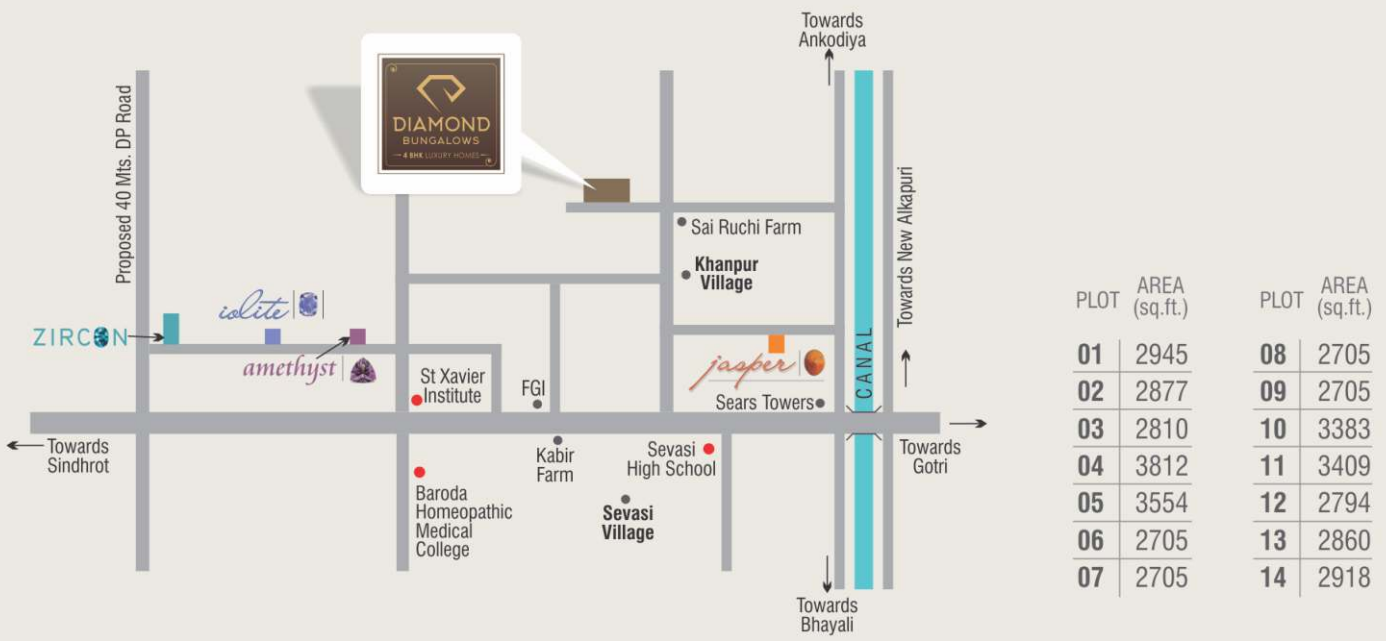 Towards
Ankodiya
Proposed 40 Mts. DP Road
DIAMOND
BUNGALOWS
4 BHK LUXURY HOMES
Towards New Alkapuri
Sai Ruchi Farm
Khanpur
Village
iolite
ZIRCON
amethyst
jasper
CANAL
St Xavier
Institute
FGI
Sears Towers
Towards
Sindhrot
Kabir
Farm
Sevasi
High School
Towards
Gotri
Baroda
Homeopathic
Medical
College
Sevasi
Village
Towards
Bhayali
PLOT AREA (sq.ft.) PLOT AREA (sq.ft.)
01 2945 08 2705
02 2877 09 2705
03 2810 10 3383
04 3812 11 3409
05 3554 12 2794
06 2705 13 2860
07 2705 14 2918